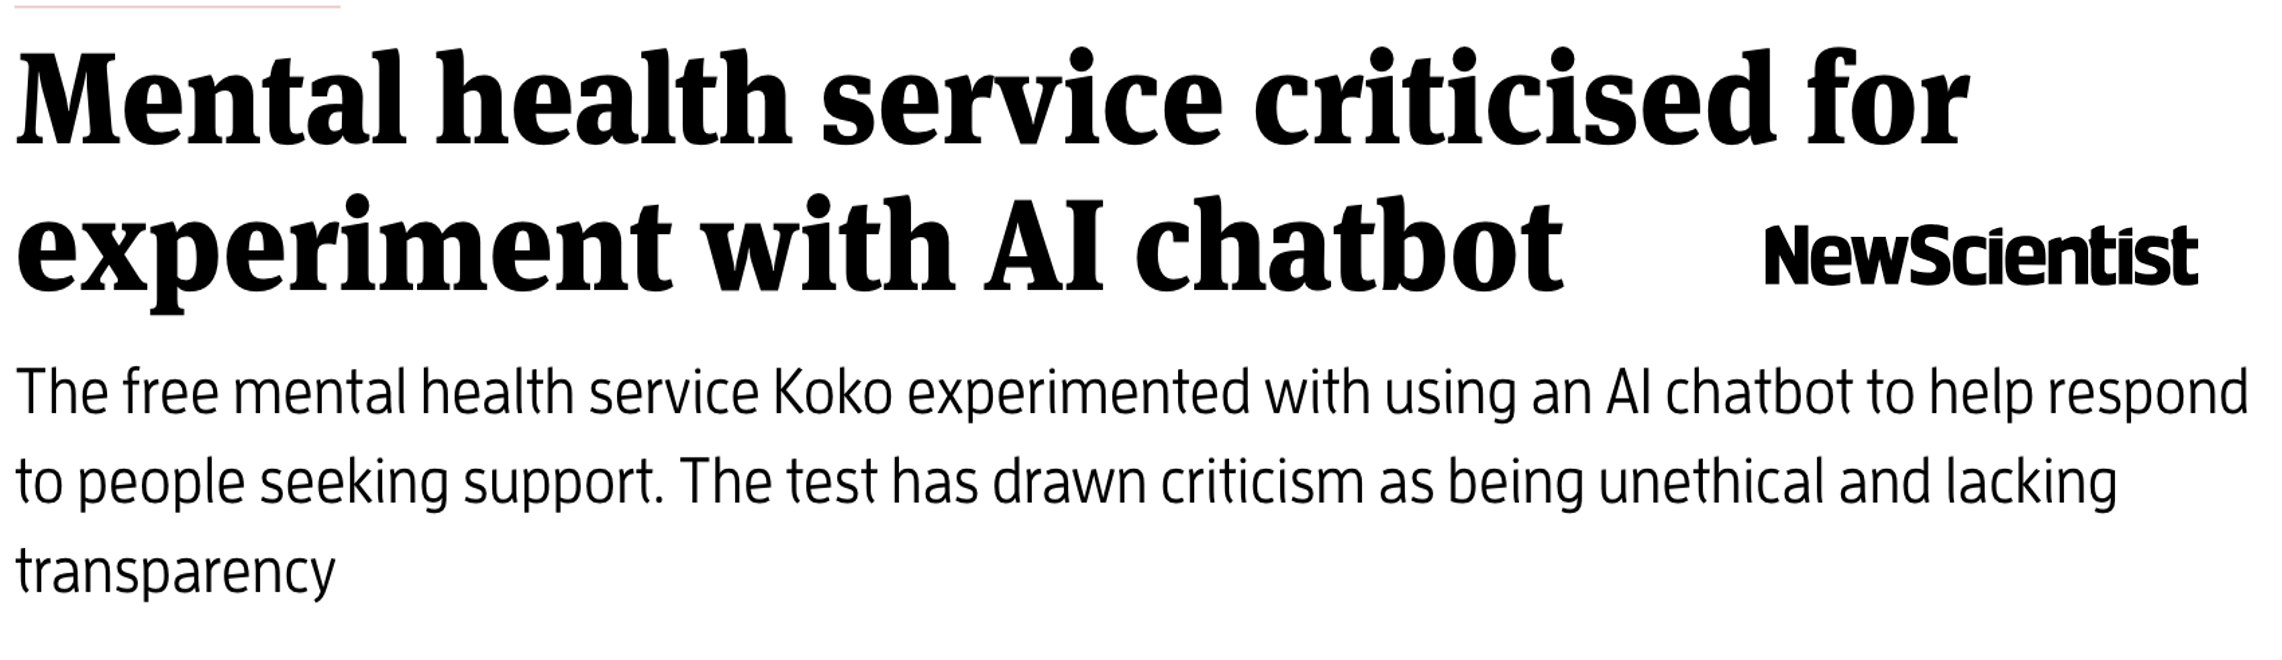 Mental health service criticised for
experiment with AI chatbot
NewScientist
The free mental health service Koko experimented with using an AI chatbot to help respond
to people seeking support. The test has drawn criticism as being unethical and lacking
transparency